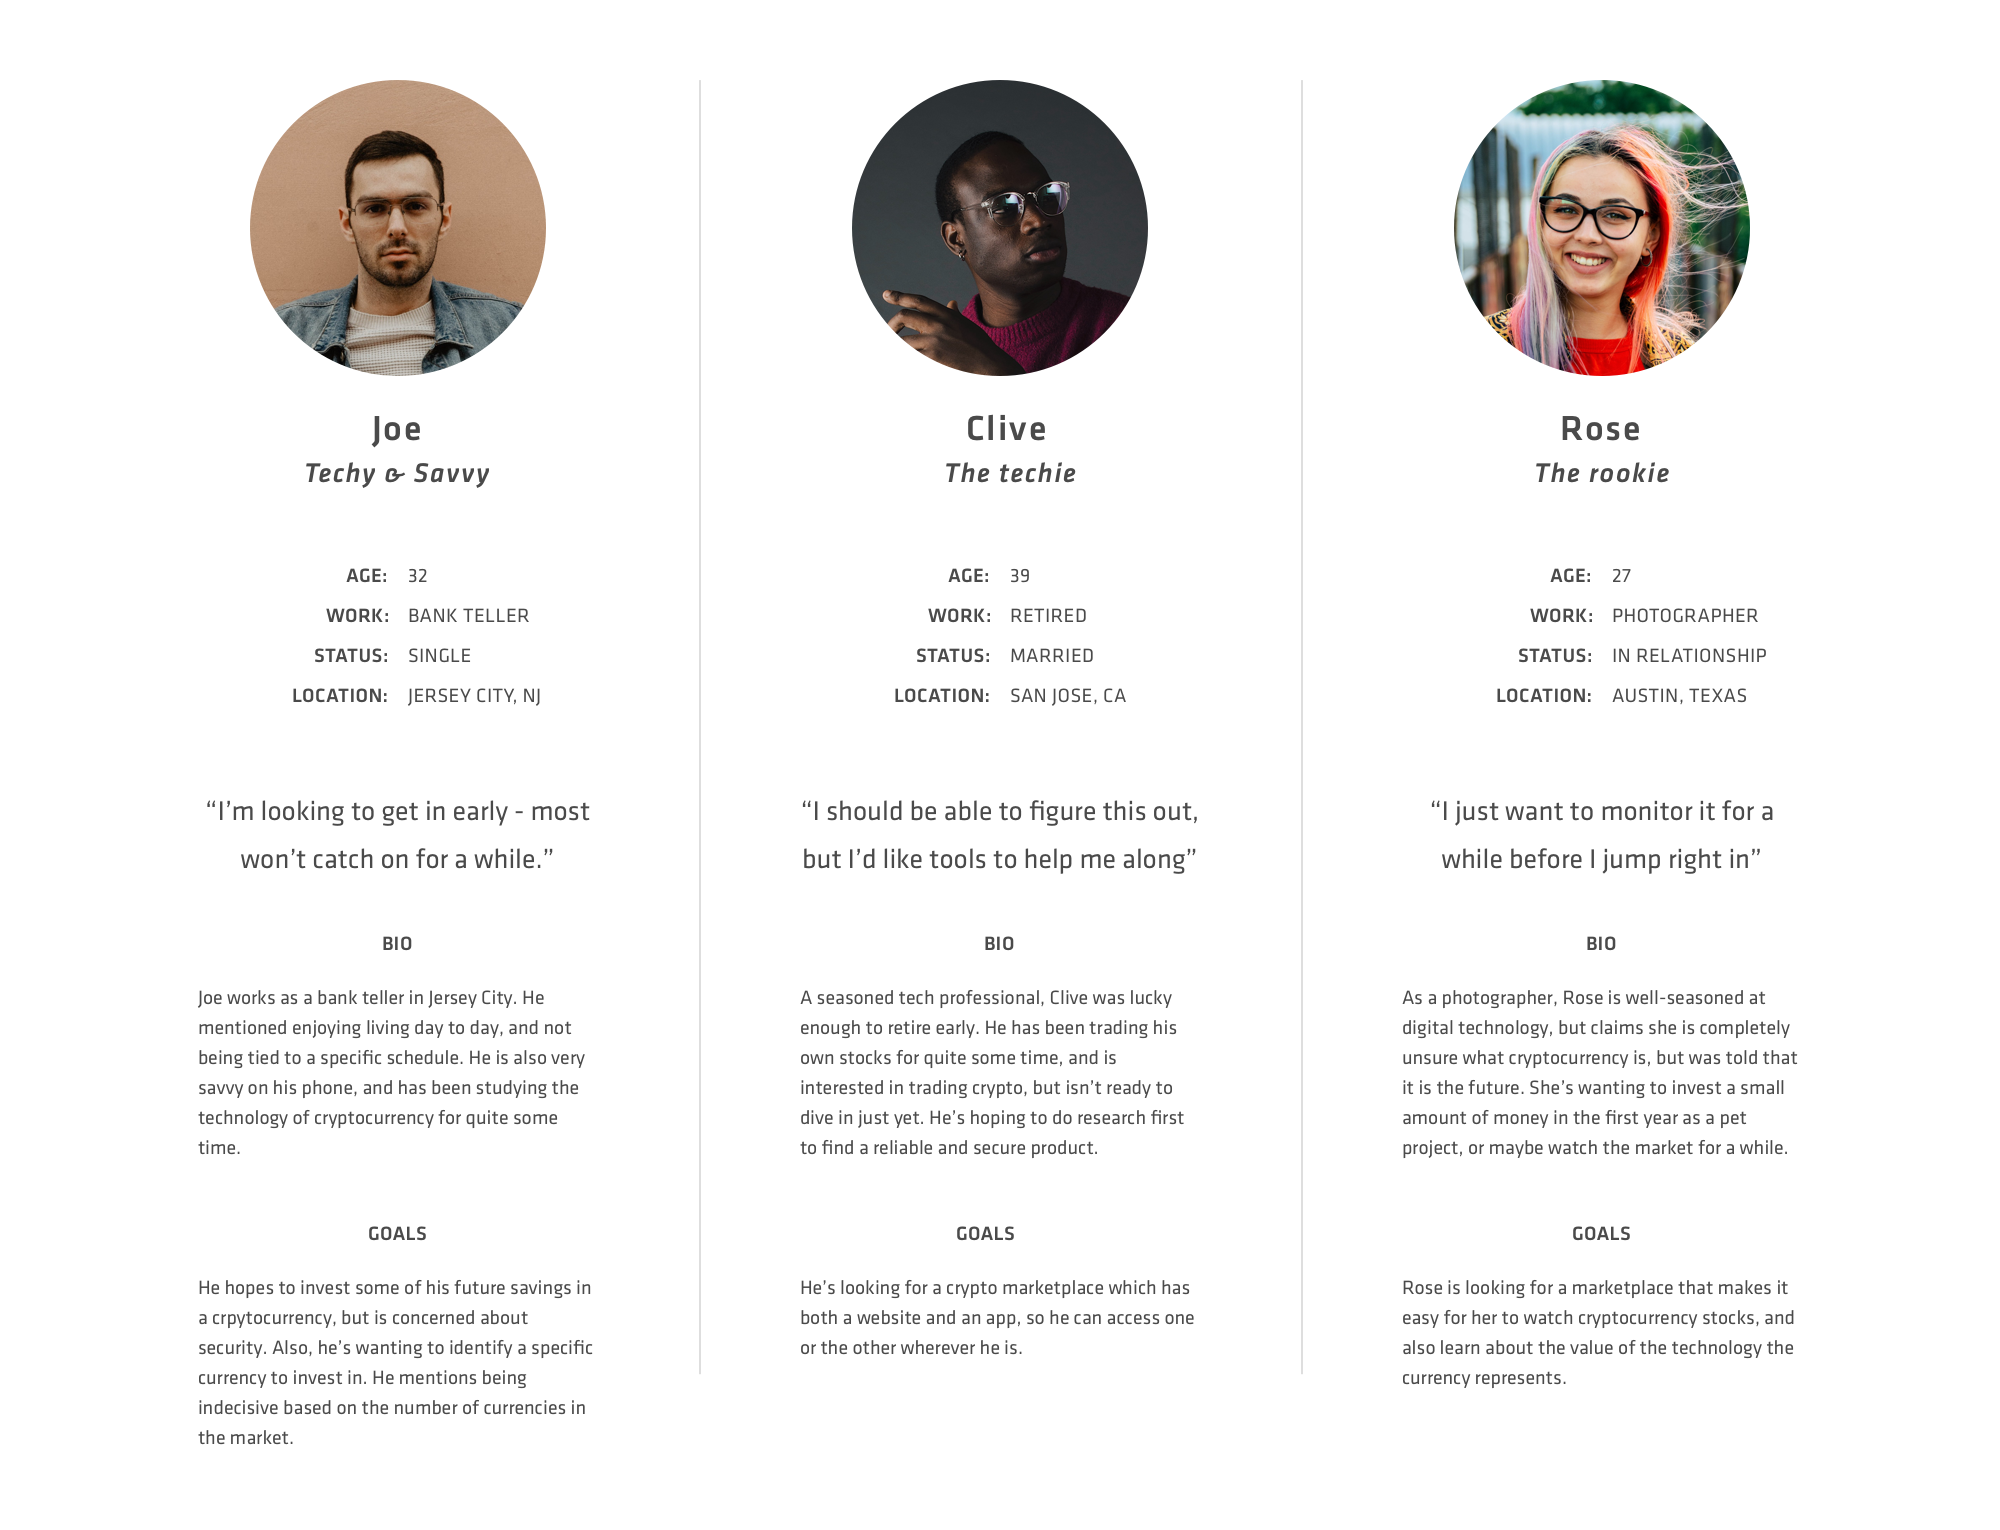 Joe
Techy & Savvy
AGE: 32
WORK: BANK TELLER
STATUS: SINGLE
LOCATION: JERSEY CITY, NJ
“I’m looking to get in early - most
won’t catch on for a while.”
BIO
Joe works as a bank teller in Jersey City. He
mentioned enjoying living day to day, and not
being tied to a specific schedule. He is also very
savvy on his phone, and has been studying the
technology of cryptocurrency for quite some
time.
GOALS
He hopes to invest some of his future savings in
a crpytocurrency, but is concerned about
security. Also, he’s wanting to identify a specific
currency to invest in. He mentions being
indecisive based on the number of currencies in
the market.
Clive
The techie
AGE: 39
WORK: RETIRED
STATUS: MARRIED
LOCATION: SAN JOSE, CA
“I should be able to figure this out,
but I’d like tools to help me along”
BIO
A seasoned tech professional, Clive was lucky
enough to retire early. He has been trading his
own stocks for quite some time, and is
interested in trading crypto, but isn’t ready to
dive in just yet. He’s hoping to do research first
to find a reliable and secure product.
GOALS
He’s looking for a crypto marketplace which has
both a website and an app, so he can access one
or the other wherever he is.
Rose
The rookie
AGE: 27
WORK: PHOTOGRAPHER
STATUS: IN RELATIONSHIP
LOCATION: AUSTIN, TEXAS
“I just want to monitor it for a
while before I jump right in”
BIO
As a photographer, Rose is well-seasoned at
digital technology, but claims she is completely
unsure what cryptocurrency is, but was told that
it is the future. She’s wanting to invest a small
amount of money in the first year as a pet
project, or maybe watch the market for a while.
GOALS
Rose is looking for a marketplace that makes it
easy for her to watch cryptocurrency stocks, and
also learn about the value of the technology the
currency represents.